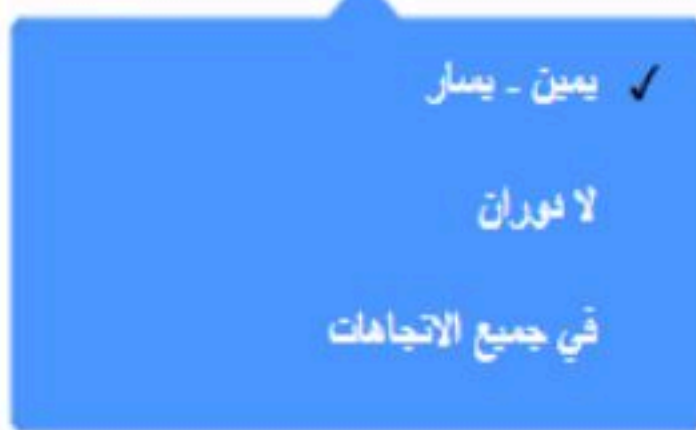 يمين - يسار
لا دوران
في جميع الاتجاهات